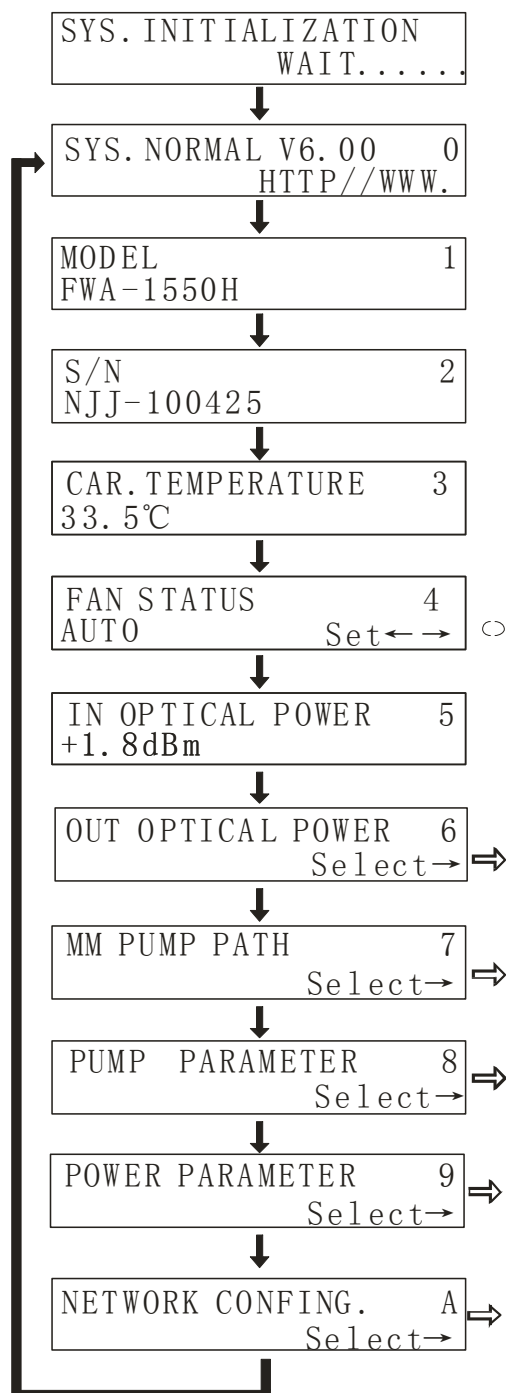 SYS. INITIALIZATION
WAIT......
SYS. NORMAL V6.00 0
HTTP//WWW.
MODEL 1
FWA-1550H
S/N 2
NJJ-100425
CAR. TEMPERATURE 3
33.5℃
FAN STATUS 4
AUTO Set←→
IN OPTICAL POWER 5
+1.8dBm
OUT OPTICAL POWER 6
Select→
MM PUMP PATH 7
Select→
PUMP PARAMETER 8
Select→
POWER PARAMETER 9
Select→
NETWORK CONFING. A
Select→